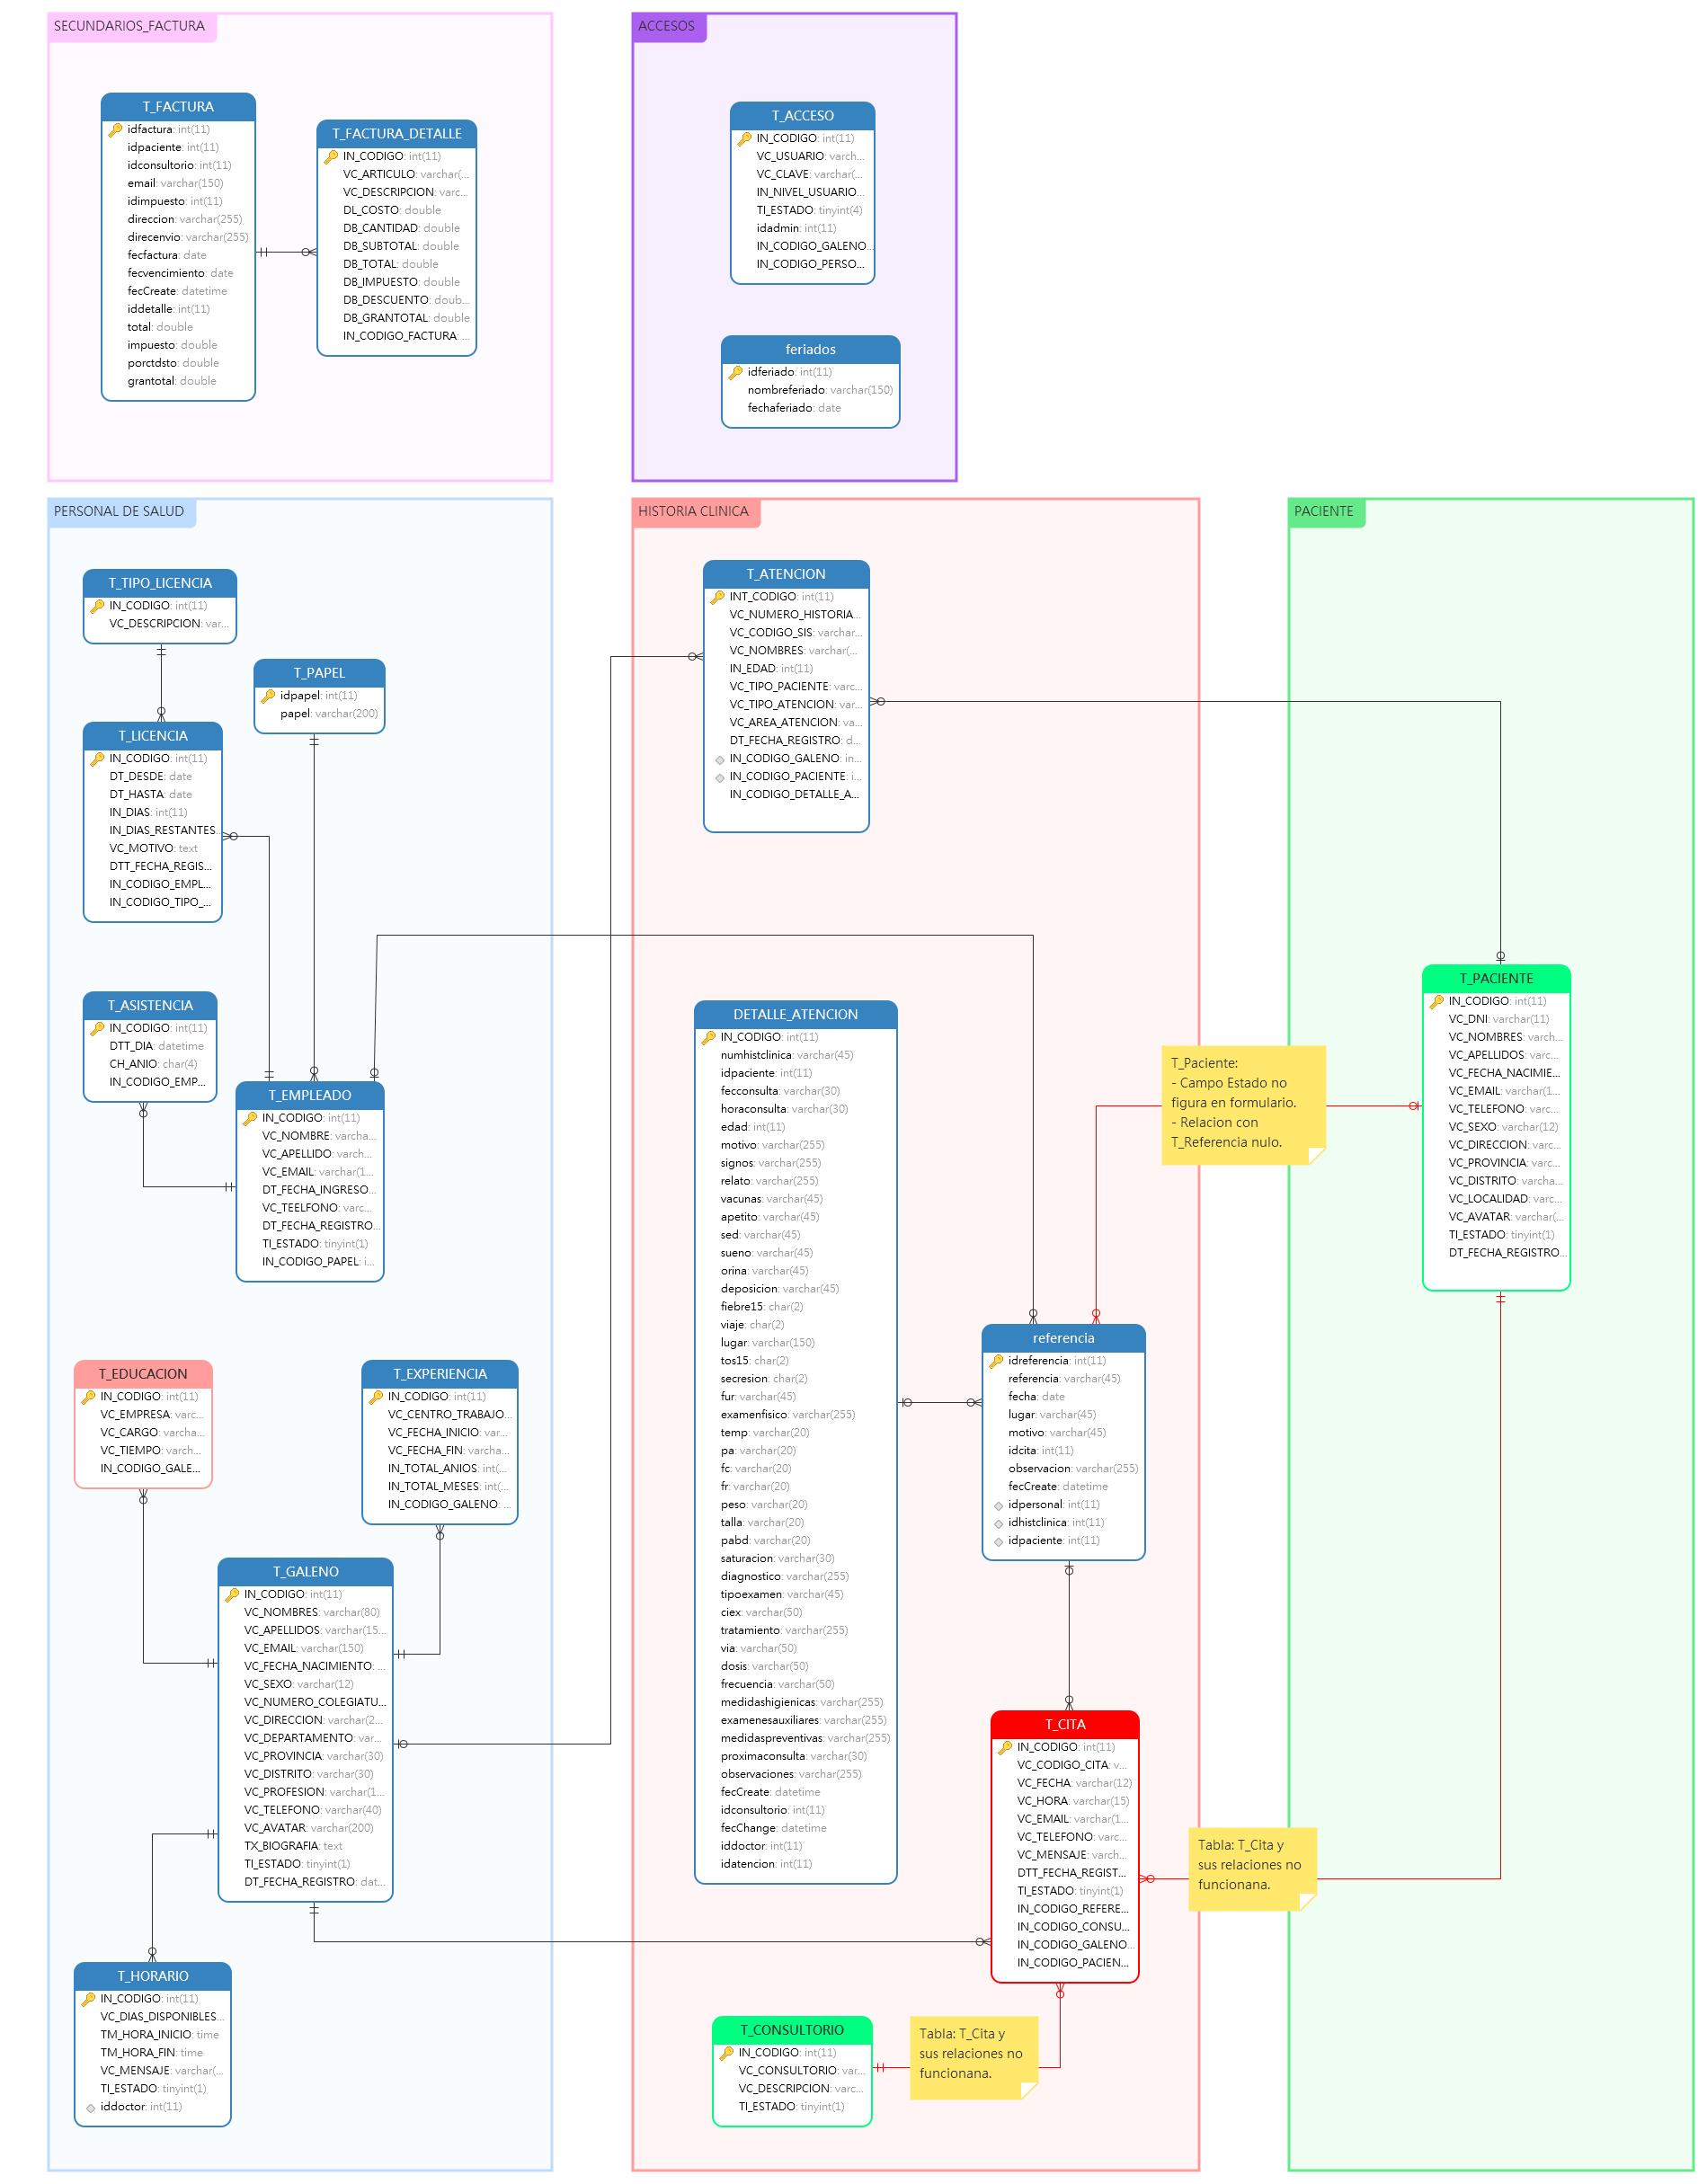 SECUNDARIOS_FACTURA
T_FACTURA
idfactura: int(11)
idpaciente: int(11)
idconsultorio: int(11)
email: varchar(150)
idimpuesto: int(11)
direccion: varchar(255)
direcenvio: varchar(255)
fecfactura: date
fecvencimiento: date
fecCreate: datetime
iddetalle: int(11)
total: double
impuesto: double
porctdsto: double
grantotal: double
T_FACTURA_DETALLE
IN_CODIGO: int(11)
VC_ARTICULO: varchar(...
VC_DESCRIPCION: varc...
DL_COSTO: double
DB_CANTIDAD: double
DB_SUBTOTAL: double
DB_TOTAL: double
DB_IMPUESTO: double
DB_DESCUENTO: doub...
DB_GRANTOTAL: double
IN_CODIGO_FACTURA: ...
ACCESOS
T_ACCESO
IN_CODIGO: int(11)
VC_USUARIO: varch...
VC_CLAVE: varchar(...
IN_NIVEL_USUARIO...
TI_ESTADO: tinyint(4)
idadmin: int(11)
IN_CODIGO_GALENO...
IN_CODIGO_PERSO...
feriados
idferiado: int(11)
nombreferiado: varchar(150)
fechaferiado: date
PERSONAL DE SALUD
T_TIPO_LICENCIA
IN_CODIGO: int(11)
VC_DESCRIPCION: var...
T_PAPEL
idpapel: int(11)
papel: varchar(200)
T_LICENCIA
IN_CODIGO: int(11)
DT_DESDE: date
DT_HASTA: date
IN_DIAS: int(11)
IN_DIAS_RESTANTES...
VC_MOTIVO: text
DTT_FECHA_REGIS...
IN_CODIGO_EMPL...
IN_CODIGO_TIPO_...
T_ASISTENCIA
IN_CODIGO: int(11)
DTT_DIA: datetime
CH_ANIO: char(4)
IN_CODIGO_EMP...
T_EMPLEADO
IN_CODIGO: int(11)
VC_NOMBRE: varcha...
VC_APELLIDO: varch...
VC_EMAIL: varchar(1...
DT_FECHA_INGRESO...
VC_TEELFONO: varc...
DT_FECHA_REGISTRO...
TI_ESTADO: tinyint(1)
IN_CODIGO_PAPEL: i...
T_EDUCACION
IN_CODIGO: int(11)
VC_EMPRESA: varc...
VC_CARGO: varcha...
VC_TIEMPO: varch...
IN_CODIGO_GALE...
T_EXPERIENCIA
IN_CODIGO: int(11)
VC_CENTRO_TRABAJO...
VC_FECHA_INICIO: var...
VC_FECHA_FIN: varcha...
IN_TOTAL_ANIOS: int(...
IN_TOTAL_MESES: int(...
IN_CODIGO_GALENO: ...
T_GALENO
IN_CODIGO: int(11)
VC_NOMBRES: varchar(80)
VC_APELLIDOS: varchar(15...
VC_EMAIL: varchar(150)
VC_FECHA_NACIMIENTO: ...
VC_SEXO: varchar(12)
VC_NUMERO_COLEGIATU...
VC_DIRECCION: varchar(2...
VC_DEPARTAMENTO: var...
VC_PROVINCIA: varchar(30)
VC_DISTRITO: varchar(30)
VC_PROFESION: varchar(1...
VC_TELEFONO: varchar(40)
VC_AVATAR: varchar(200)
TX_BIOGRAFIA: text
TI_ESTADO: tinyint(1)
DT_FECHA_REGISTRO: dat...
T_HORARIO
IN_CODIGO: int(11)
VC_DIAS_DISPONIBLES...
TM_HORA_INICIO: time
TM_HORA_FIN: time
VC_MENSAJE: varchar(...
TI_ESTADO: tinyint(1)
iddoctor: int(11)
HISTORIA CLINICA
T_ATENCION
INT_CODIGO: int(11)
VC_NUMERO_HISTORIA...
VC_CODIGO_SIS: varchar...
VC_NOMBRES: varchar(...
IN_EDAD: int(11)
VC_TIPO_PACIENTE: varc...
VC_TIPO_ATENCION: var...
VC_AREA_ATENCION: va...
DT_FECHA_REGISTRO: d...
IN_CODIGO_GALENO: in...
IN_CODIGO_PACIENTE: i...
IN_CODIGO_DETALLE_A...
DETALLE_ATENCION
IN_CODIGO: int(11)
numhistclinica: varchar(45)
idpaciente: int(11)
fecconsulta: varchar(30)
horaconsulta: varchar(30)
edad: int(11)
motivo: varchar(255)
signos: varchar(255)
relato: varchar(255)
vacunas: varchar(45)
apetito: varchar(45)
sed: varchar(45)
sueno: varchar(45)
orina: varchar(45)
deposicion: varchar(45)
fiebre15: char(2)
viaje: char(2)
lugar: varchar(150)
tos15: char(2)
secresion: char(2)
fur: varchar(45)
examenfisico: varchar(255)
temp: varchar(20)
pa: varchar(20)
fc: varchar(20)
fr: varchar(20)
peso: varchar(20)
talla: varchar(20)
pabd: varchar(20)
saturacion: varchar(30)
diagnostico: varchar(255)
tipoexamen: varchar(45)
ciex: varchar(50)
tratamiento: varchar(255)
via: varchar(50)
dosis: varchar(50)
frecuencia: varchar(50)
medidashigienicas: varchar(255)
examenesauxiliares: varchar(255)
medidaspreventivas: varchar(255)
proximaconsulta: varchar(30)
observaciones: varchar(255)
fecCreate: datetime
idconsultorio: int(11)
fecChange: datetime
iddoctor: int(11)
idatencion: int(11)
referencia
idreferencia: int(11)
referencia: varchar(45)
fecha: date
lugar: varchar(45)
motivo: varchar(45)
idcita: int(11)
observacion: varchar(255)
fecCreate: datetime
idpersonal: int(11)
idhistclinica: int(11)
idpaciente: int(11)
T_CITA
IN_CODIGO: int(11)
VC_CODIGO_CITA: v...
VC_FECHA: varchar(12)
VC_HORA: varchar(15)
VC_EMAIL: varchar(1...
VC_TELEFONO: varc...
VC_MENSAJE: varch...
DTT_FECHA_REGIST...
TI_ESTADO: tinyint(1)
IN_CODIGO_REFERE...
IN_CODIGO_CONSU...
IN_CODIGO_GALENO...
IN_CODIGO_PACIEN...
T_CONSULTORIO
IN_CODIGO: int(11)
VC_CONSULTORIO: var...
VC_DESCRIPCION: varc...
TI_ESTADO: tinyint(1)
Tabla: T_Cita y
sus relaciones no
funcionana.
T_Paciente:
- Campo Estado no
figura en formulario.
- Relacion con
T_Referencia nulo.
Tabla: T_Cita y
sus relaciones no
funcionana.
PACIENTE
T_PACIENTE
IN_CODIGO: int(11)
VC_DNI: varchar(11)
VC_NOMBRES: varch...
VC_APELLIDOS: varc...
VC_FECHA_NACIMIE...
VC_EMAIL: varchar(1...
VC_TELEFONO: varc...
VC_SEXO: varchar(12)
VC_DIRECCION: varc...
VC_PROVINCIA: varc...
VC_DISTRITO: varcha...
VC_LOCALIDAD: varc...
VC_AVATAR: varchar(...
TI_ESTADO: tinyint(1)
DT_FECHA_REGISTRO...